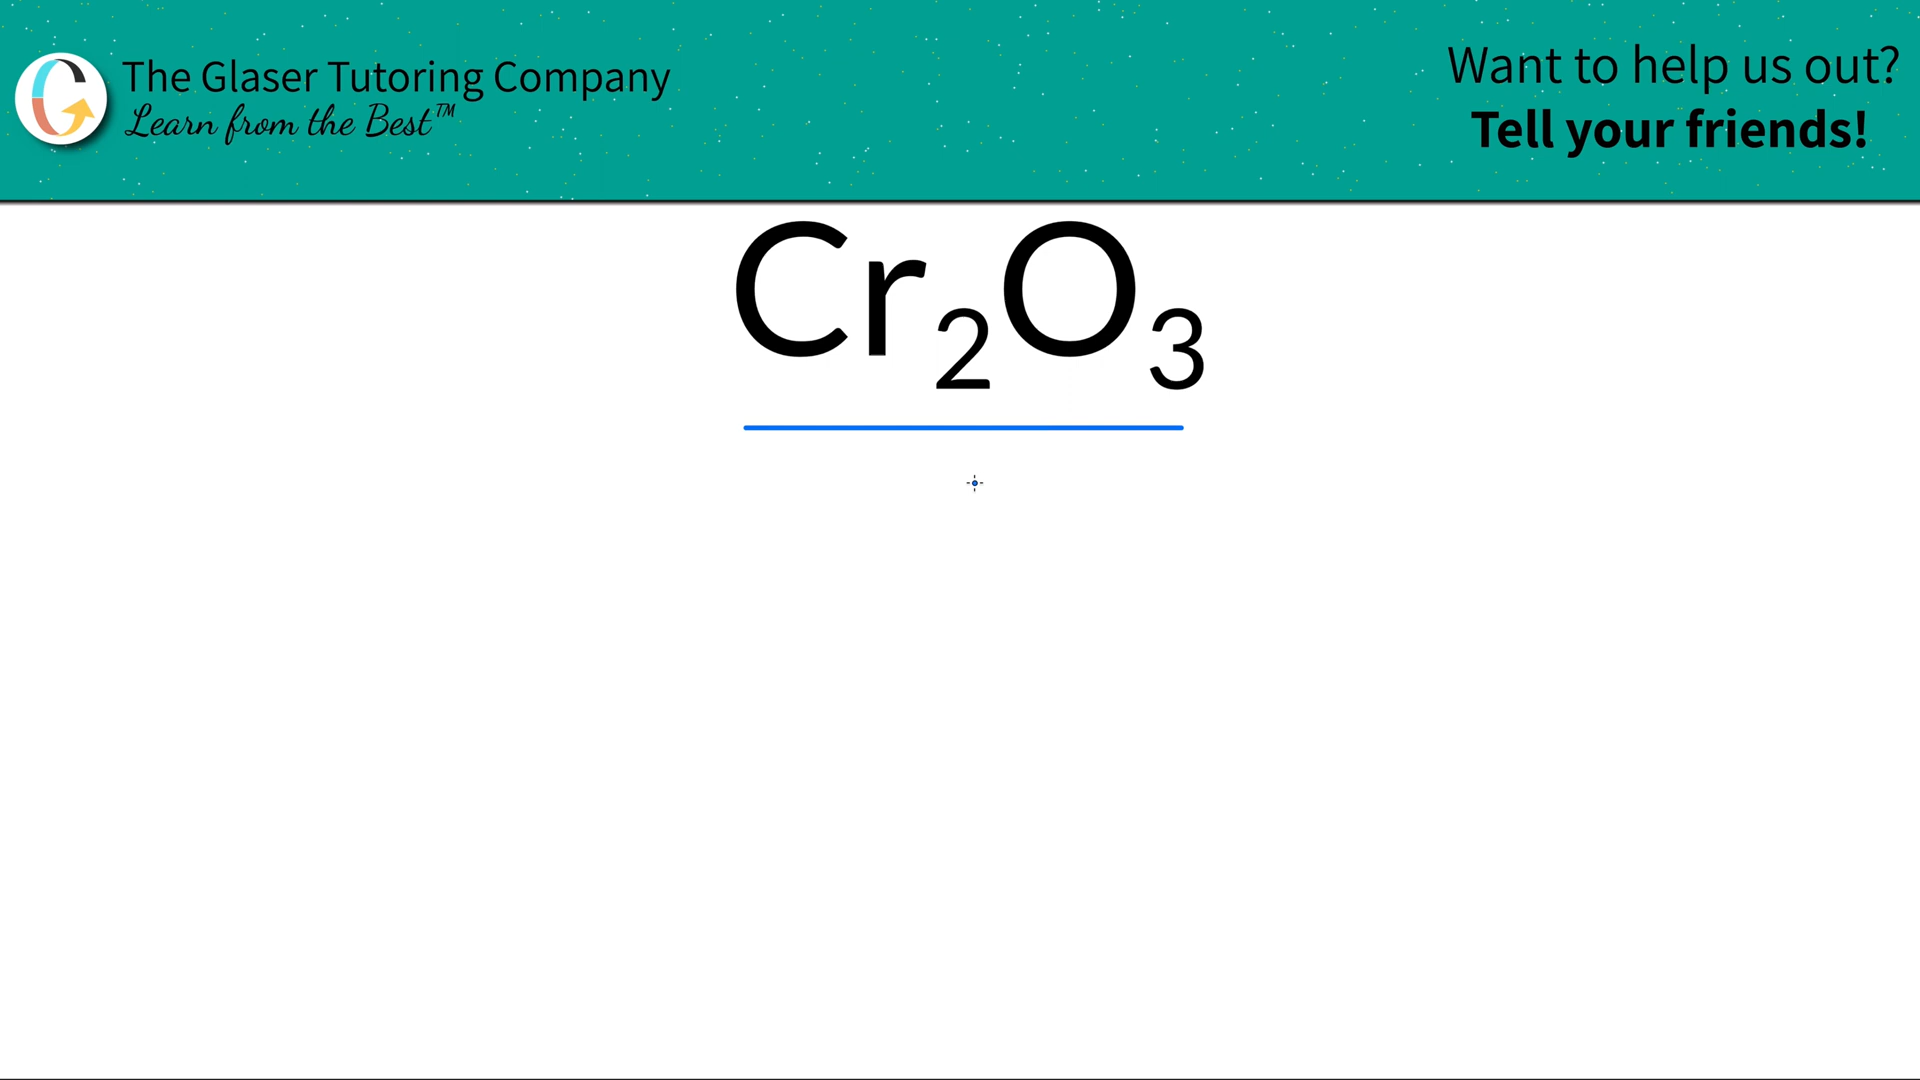 The Glaser Tutoring Company
Learn from the Best™
Want to help us out?
Tell your friends!
Cr₂O₃